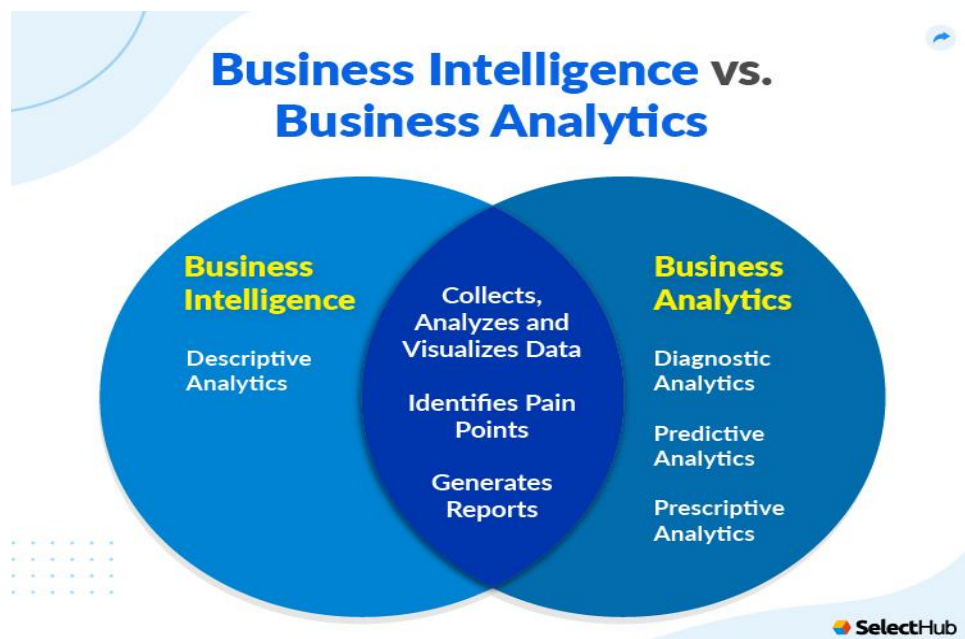 Business Intelligence vs.
Business Analytics
Business
Intelligence
Descriptive
Analytics
Collects,
Analyzes and
Visualizes Data
Identifies Pain
Points
Generates
Reports
Business
Analytics
Diagnostic
Analytics
Predictive
Analytics
Prescriptive
Analytics
SelectHub